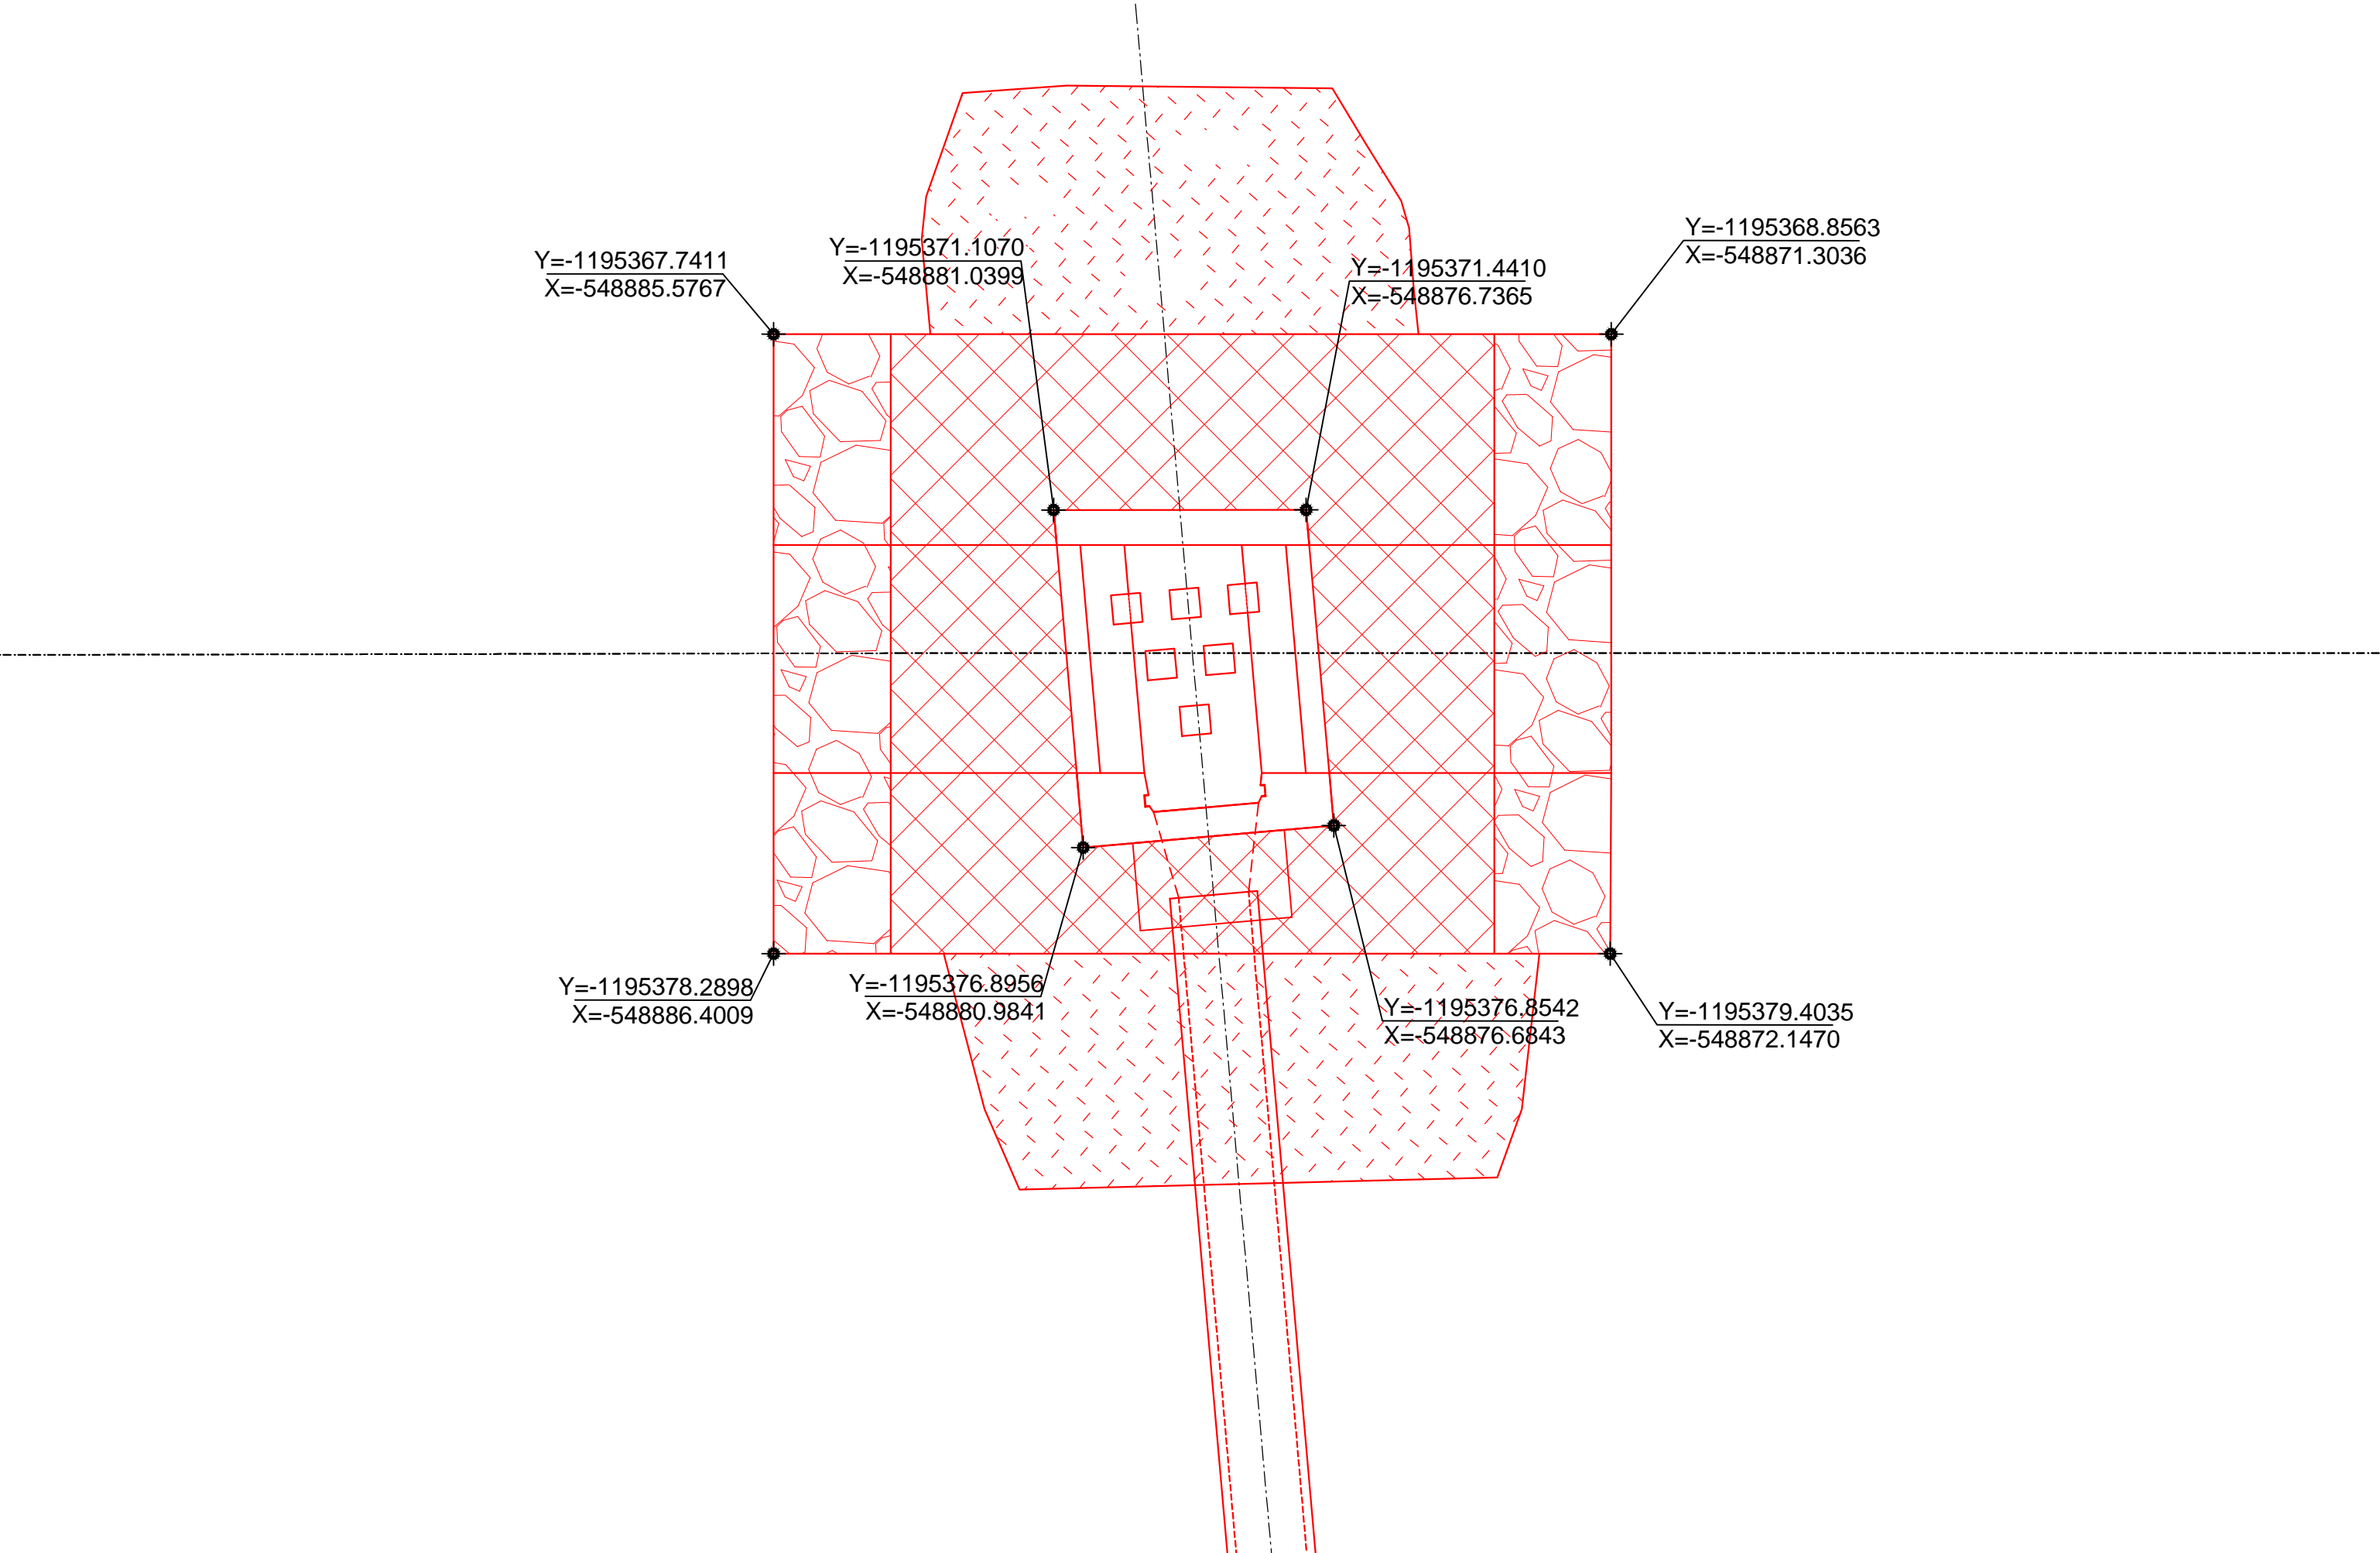 Y=-1195368.8563
X=-548871.3036
Y=-1195371.1070
X=-548881.0399
Y=-1195367.7411
X=-548885.5767
Y=-1195371.4410
X=-548876.7365
Y=-1195378.2898
X=-548886.4009
Y=-1195376.8956
X=-548880.9841
Y=-1195376.8542
X=-548876.6843
Y=-1195379.4035
X=-548872.1470